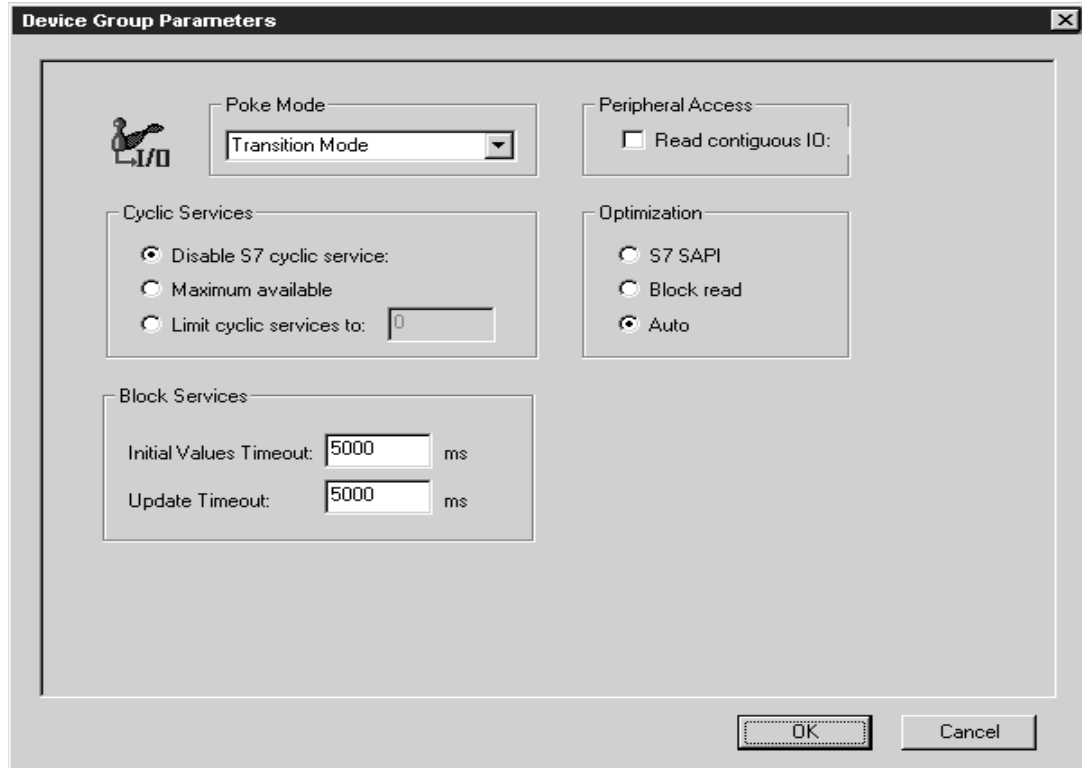 Device Group Parameters
I/O
Poke Mode
Transition Mode
Peripheral Access
Read contiguous IO:
Cyclic Services
Disable S7 cyclic service:
Maximum available
Limit cyclic services to: 0
Optimization
S7 SAPI
Block read
Auto
Block Services
Initial Values Timeout: 5000 ms
Update Timeout: 5000 ms
OK
Cancel